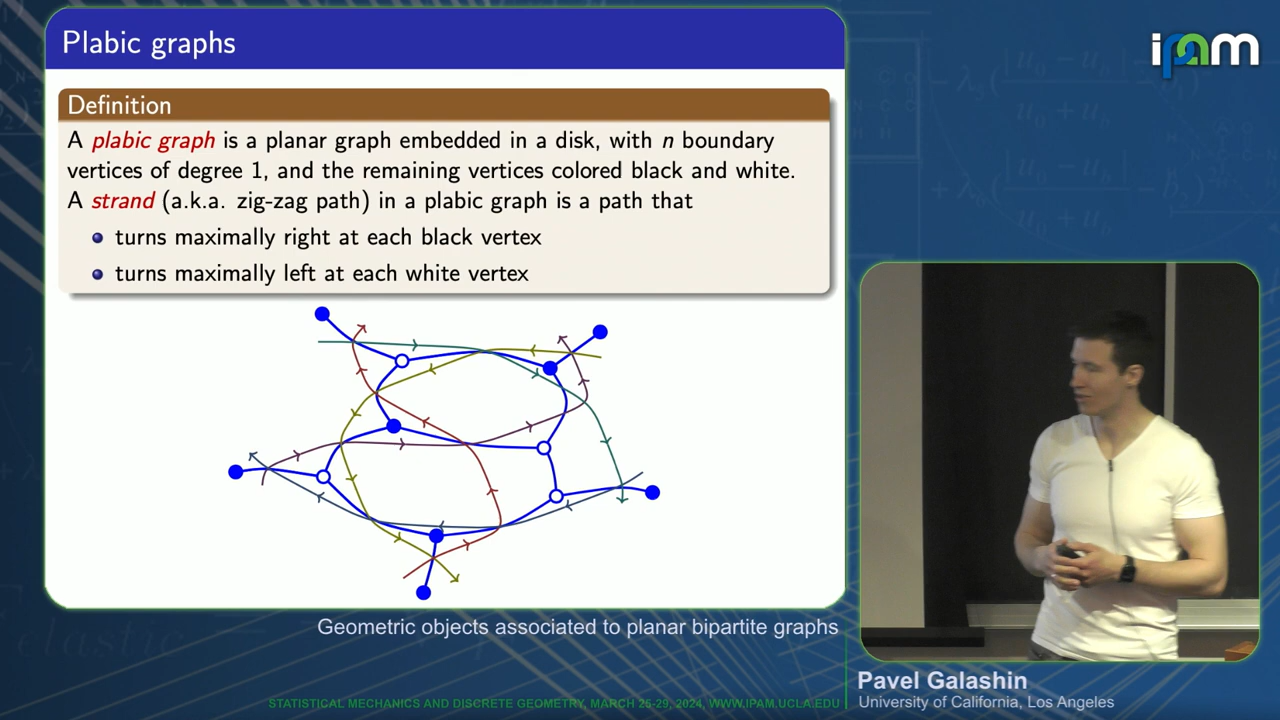 Plabic graphs
ipam
Definition
A plabic graph is a planar graph embedded in a disk, with n boundary
vertices of degree 1, and the remaining vertices colored black and white.
A strand (a.k.a. zig-zag path) in a plabic graph is a path that
turns maximally right at each black vertex
turns maximally left at each white vertex
Geometric objects associated to planar bipartite graphs
Pavel Galashin
University of California, Los Angeles
STATISTICAL MECHANICS AND DISCRETE GEOMETRY, MARCH 25-29, 2024, WWW.IPAM.UCLA.EDU